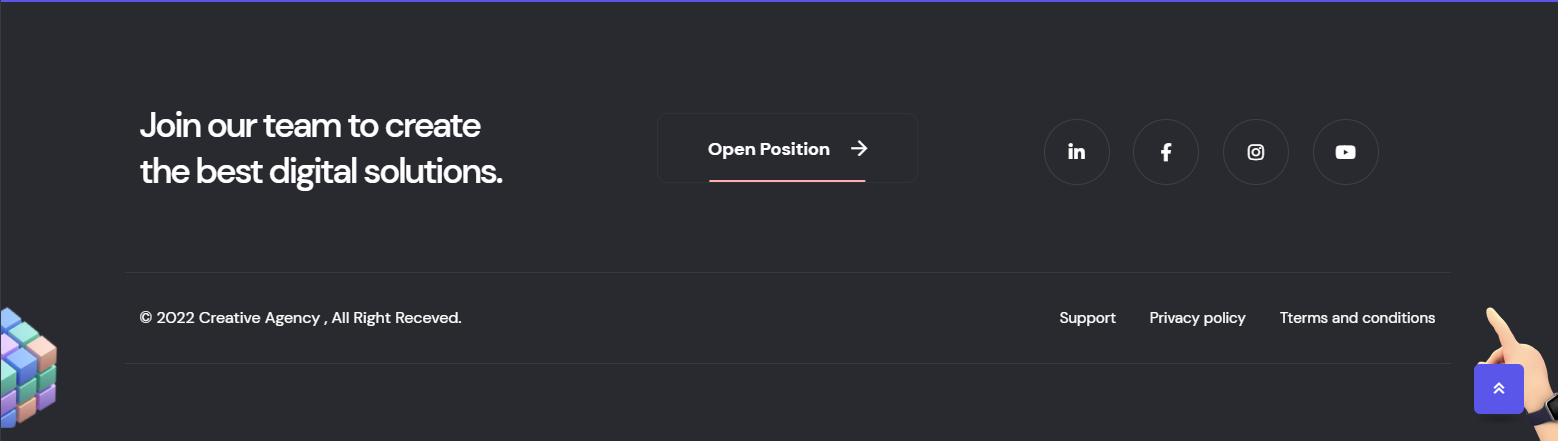 Join our team to create
the best digital solutions.
Open Position
© 2022 Creative Agency , All Right Receved.
Support
Privacy policy
Tterms and conditions